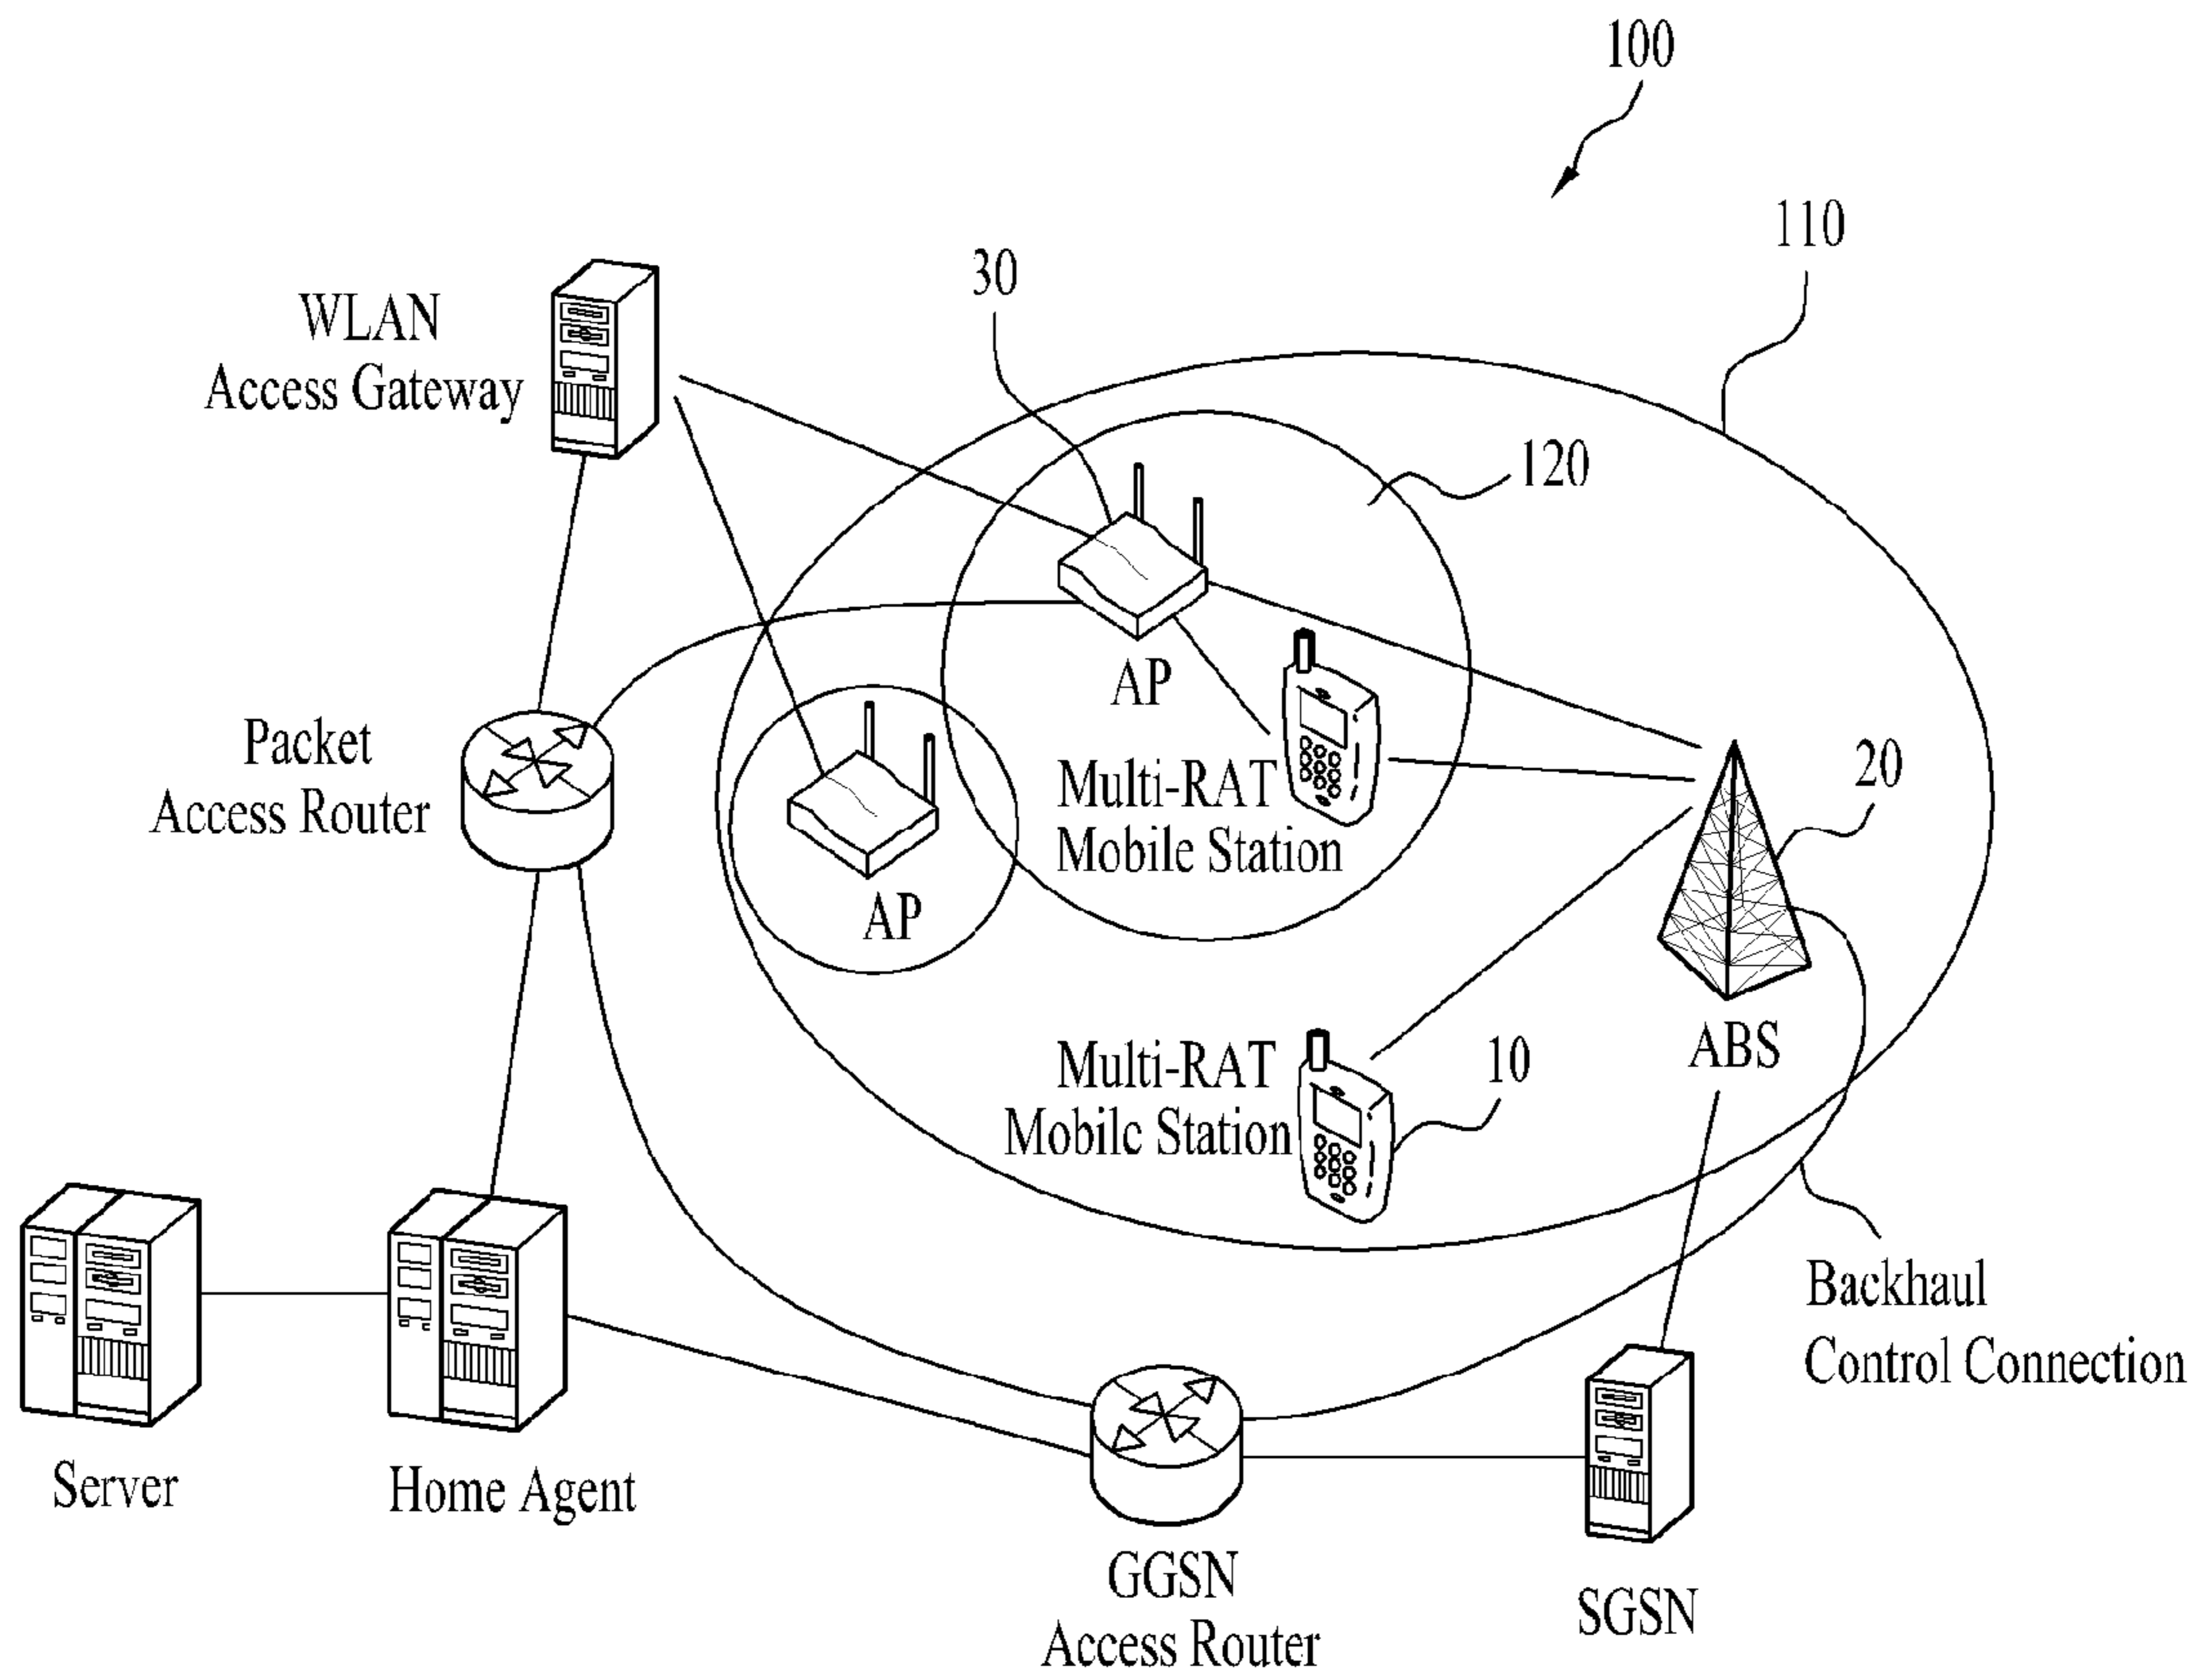 100
110
30
WLAN
Access Gateway
120
AP
Packet
Access Router
Multi-RAT
Mobile Station
20
AP
ABS
Multi-RAT
Mobilc Station
10
Backhaul
Control Connection
Server
Home Agent
GGSN
Access Router
SGSN